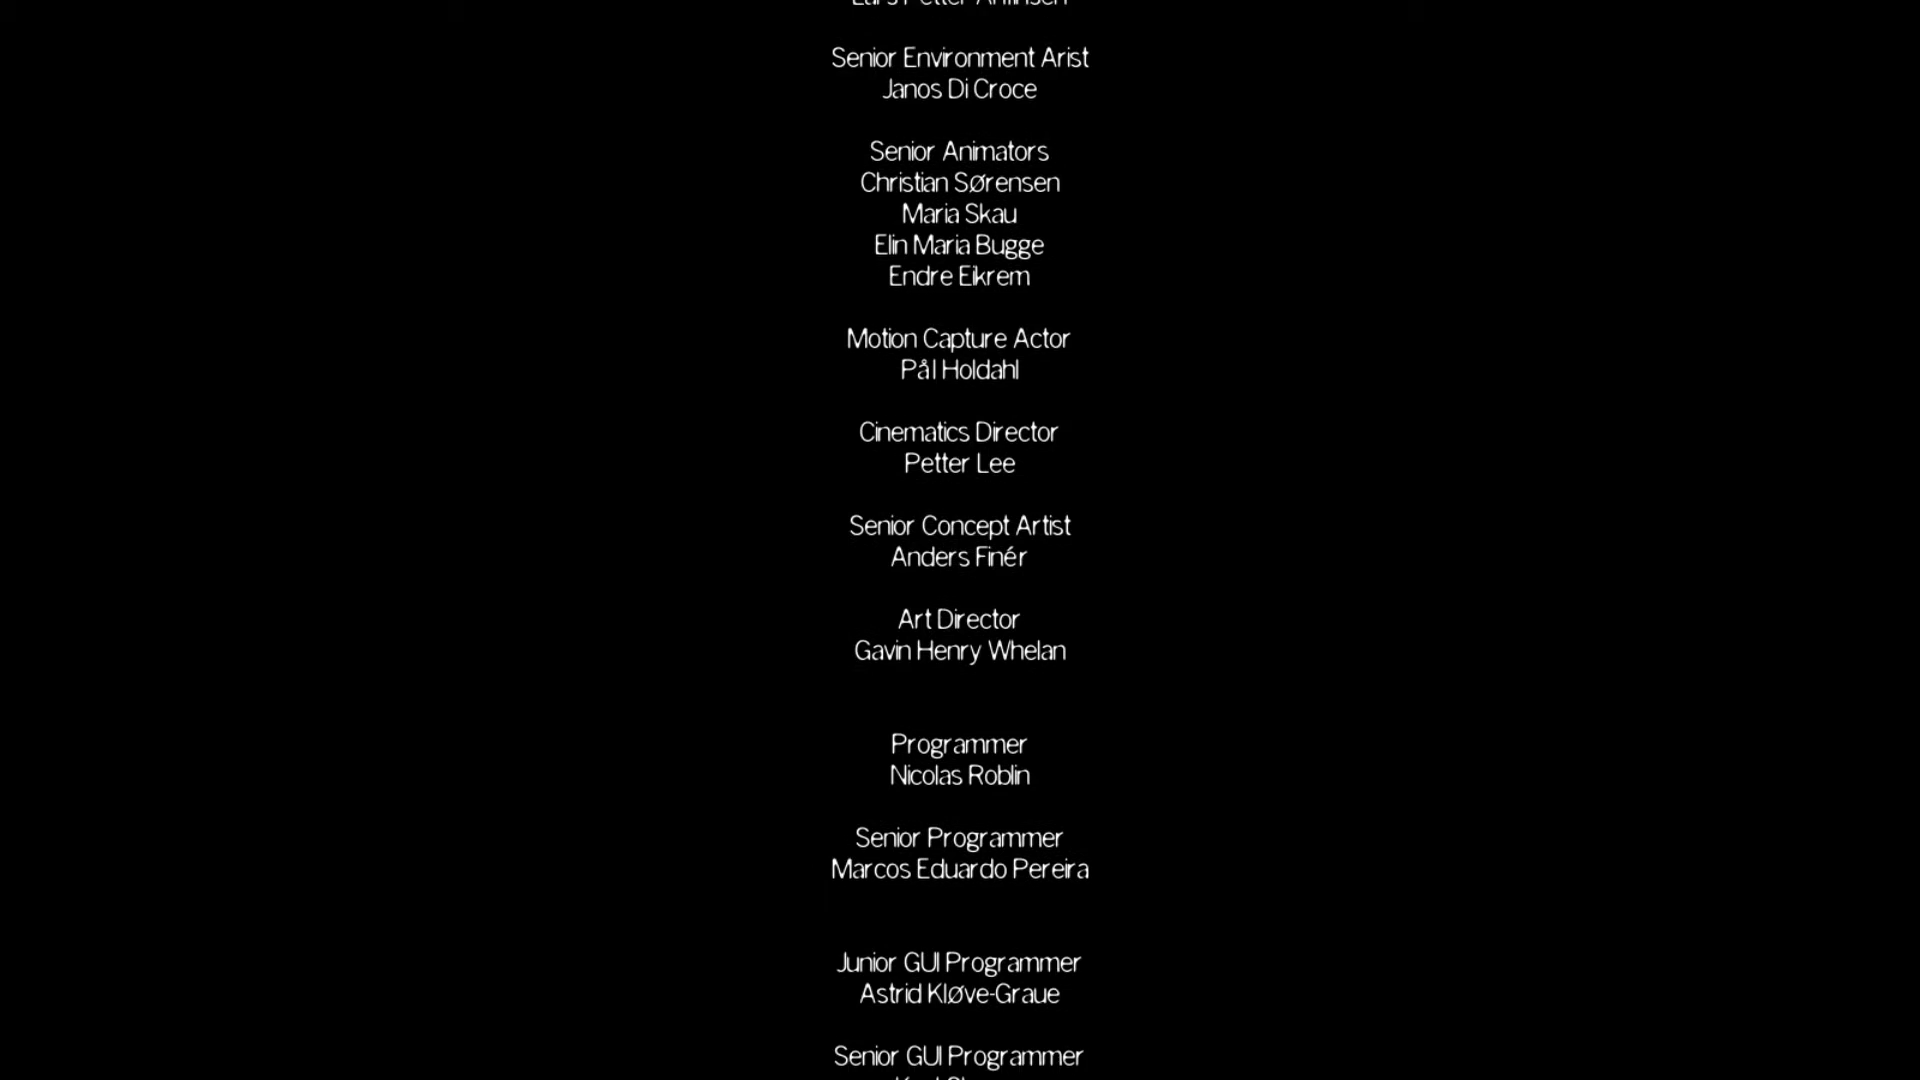 Senior Environment Arist
Janos Di Croce
Senior Animators
Christian Sørensen
Maria Skau
Elin Maria Bugge
Endre Eikrem
Motion Capture Actor
Pål Holdahl
Cinematics Director
Petter Lee
Senior Concept Artist
Anders Finér
Art Director
Gavin Henry Whelan
Programmer
Nicolas Roblin
Senior Programmer
Marcos Eduardo Pereira
Junior GUI Programmer
Astrid Kløve-Graue
Senior GUI Programmer